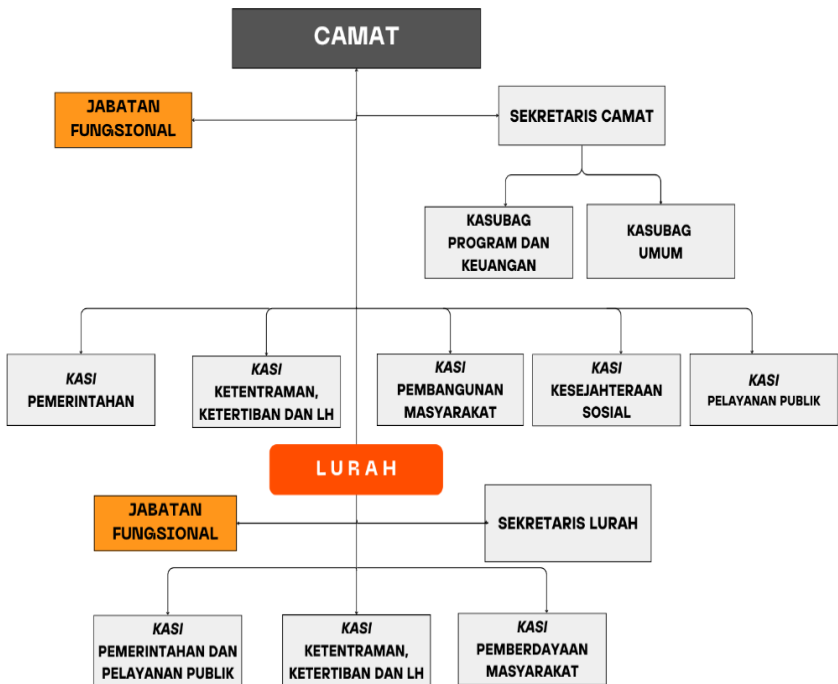 CAMAT
JABATAN
FUNGSIONAL
SEKRETARIS CAMAT
KASUBAG
PROGRAM DAN
KEUANGAN
KASUBAG
UMUM
KASI
PEMERINTAHAN
KASI
KETENTRAMAN,
KETERTIBAN DAN LH
KASI
PEMBANGUNAN
MASYARAKAT
KASI
KESEJAHTERAAN
SOSIAL
KASI
PELAYANAN PUBLIK
LURAH
JABATAN
FUNGSIONAL
SEKRETARIS LURAH
KASI
PEMERINTAHAN DAN
PELAYANAN PUBLIK
KASI
KETENTRAMAN,
KETERTIBAN DAN LH
KASI
PEMBERDAYAAN
MASYARAKAT